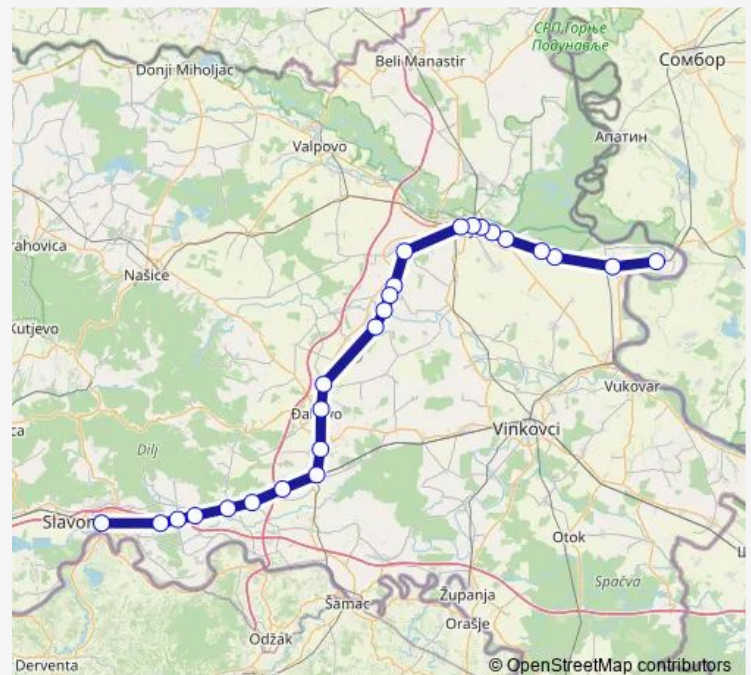 СРП Горње
Подунавље
Сомбор
Beli Manastir
Donji Miholjac
Апатин
Valpovo
rahovica
Našice
Kutjevo
Vukovar
Vinkovci
Dilj
Slavon
Otok
Spačva
Županja
Šamac
Orašje
Odžak
Derventa
© OpenStreetMap contributors